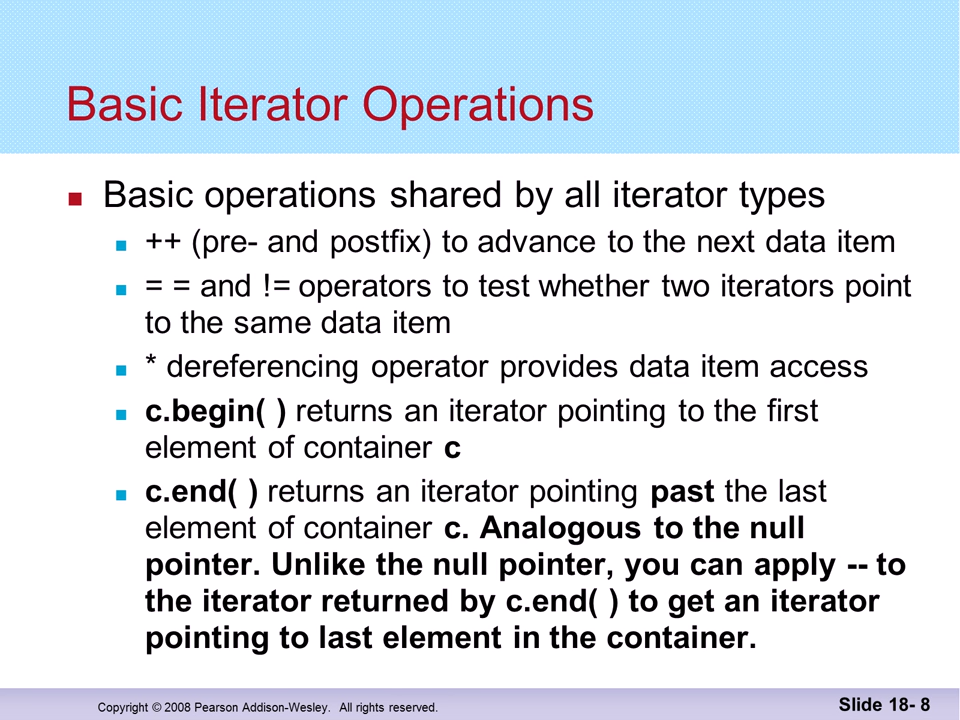 Basic Iterator Operations
Basic operations shared by all iterator types
++ (pre- and postfix) to advance to the next data item
= = and != operators to test whether two iterators point
to the same data item
* dereferencing operator provides data item access
c.begin( ) returns an iterator pointing to the first
element of container c
c.end( ) returns an iterator pointing past the last
element of container c. Analogous to the null
pointer. Unlike the null pointer, you can apply -- to
the iterator returned by c.end( ) to get an iterator
pointing to last element in the container.
Copyright © 2008 Pearson Addison-Wesley. All rights reserved.
Slide 18- 8